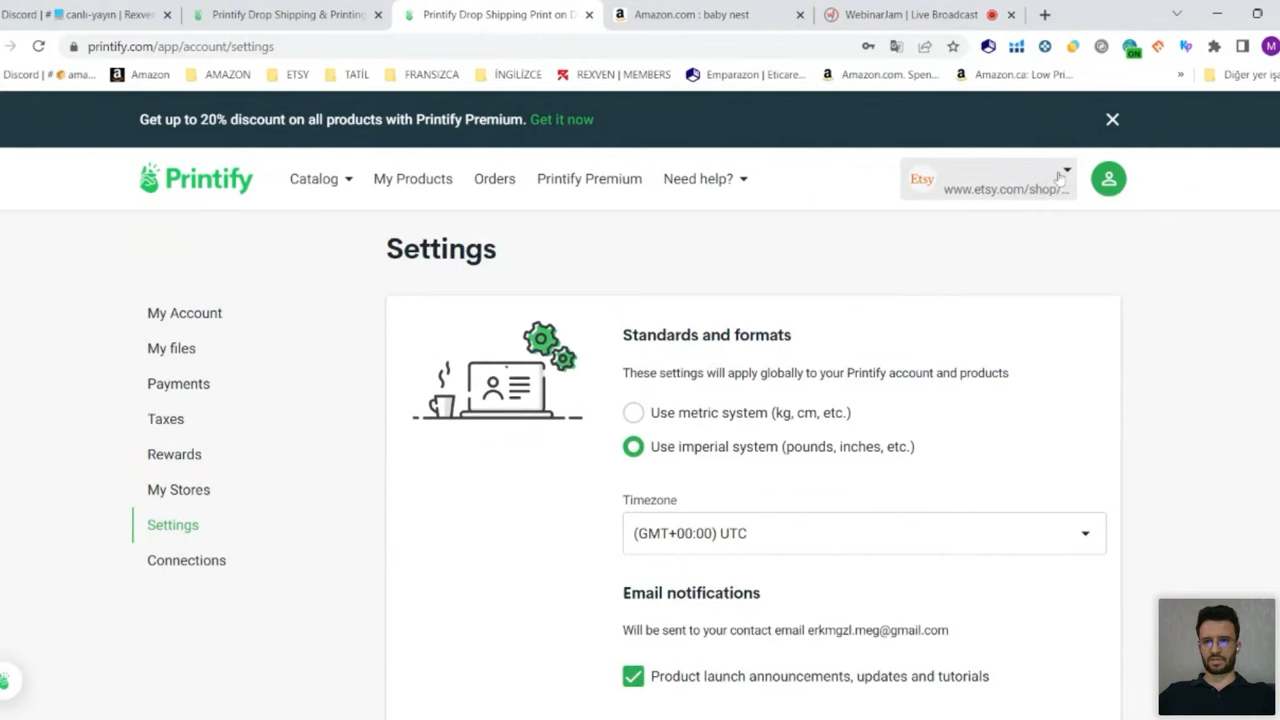 Discord | # canlı-yayın | Rexve
Printify Drop Shipping & Printing
Printify Drop Shipping Print on D
Amazon.com : baby nest
WebinarJam | Live Broadcast
printify.com/app/account/settings
ON
M
Discord | # ama...
Amazon
AMAZON
ETSY
TATİL
FRANSIZCA
İNGİLİZCE
REXVEN | MEMBERS
Emparazon | Eticare...
Amazon.com. Spen...
Amazon.ca: Low Pri...
»
Diğer yer işa
Get up to 20% discount on all products with Printify Premium. Get it now
Printify
Catalog
My Products
Orders
Printify Premium
Need help?
Etsy
www.etsy.com/shop/...
Settings
My Account
My files
Payments
Taxes
Rewards
My Stores
Settings
Connections
Standards and formats
These settings will apply globally to your Printify account and products
Use metric system (kg, cm, etc.)
Use imperial system (pounds, inches, etc.)
Timezone
(GMT+00:00) UTC
Email notifications
Will be sent to your contact email erkmgzl.meg@gmail.com
Product launch announcements, updates and tutorials